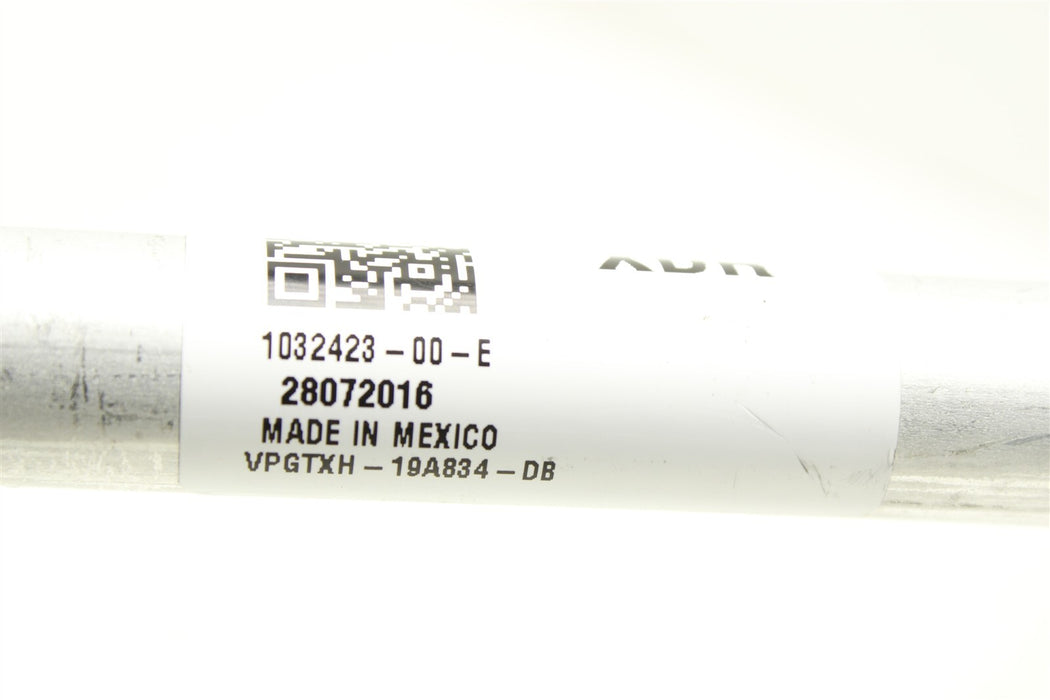 1032423-00-E
28072016
MADE IN MEXICO
VPGTXH-19A834-DB